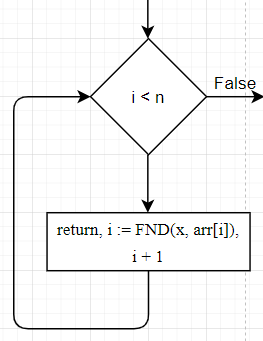 False
i < n
return, i := FND(x, arr[i]),
i + 1